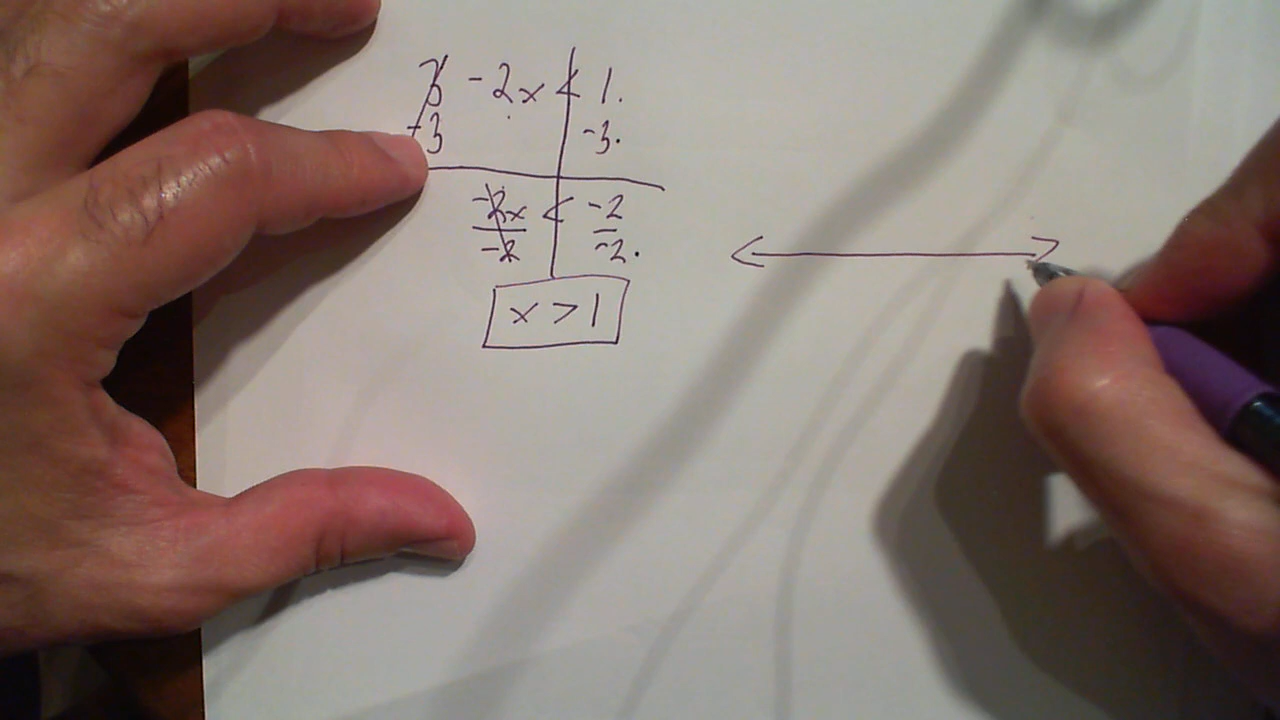 3 - 2x < 1.
-3 -3.
-2x < -2
-2 -2.
x > 1